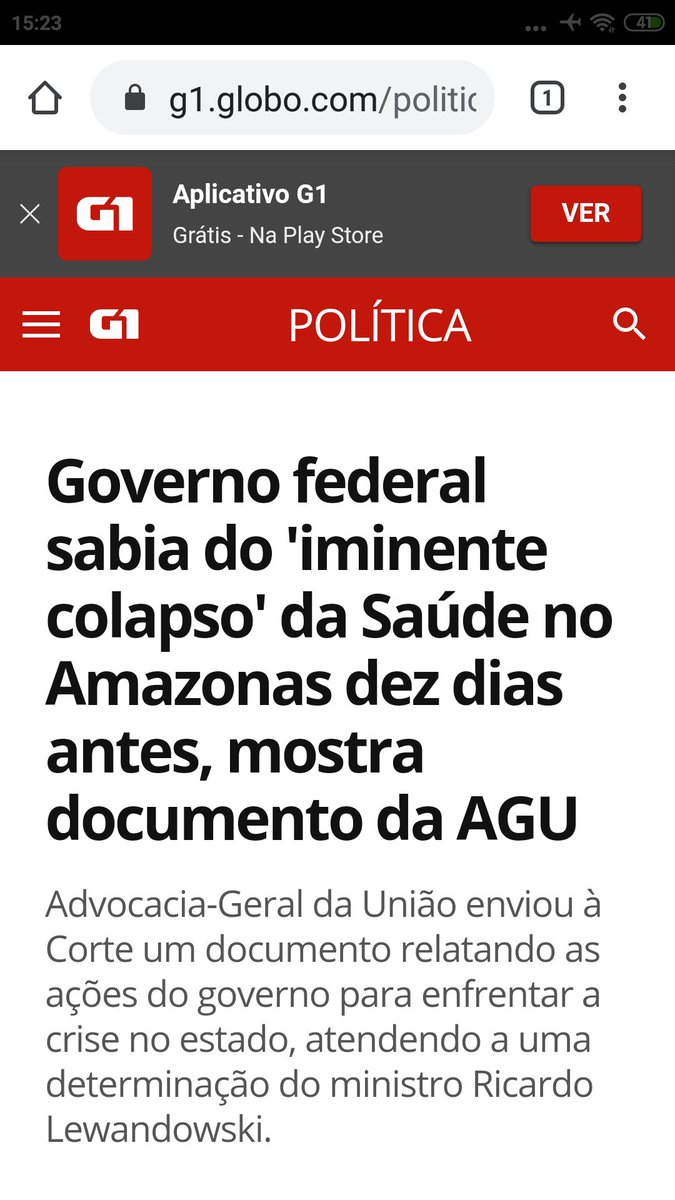 15:23
41
g1.globo.com/politic
1
G1
Aplicativo G1
Grátis - Na Play Store
VER
G1
POLÍTICA
Governo federal
sabia do 'iminente
colapso' da Saúde no
Amazonas dez dias
antes, mostra
documento da AGU
Advocacia-Geral da União enviou à
Corte um documento relatando as
ações do governo para enfrentar a
crise no estado, atendendo a uma
determinação do ministro Ricardo
Lewandowski.